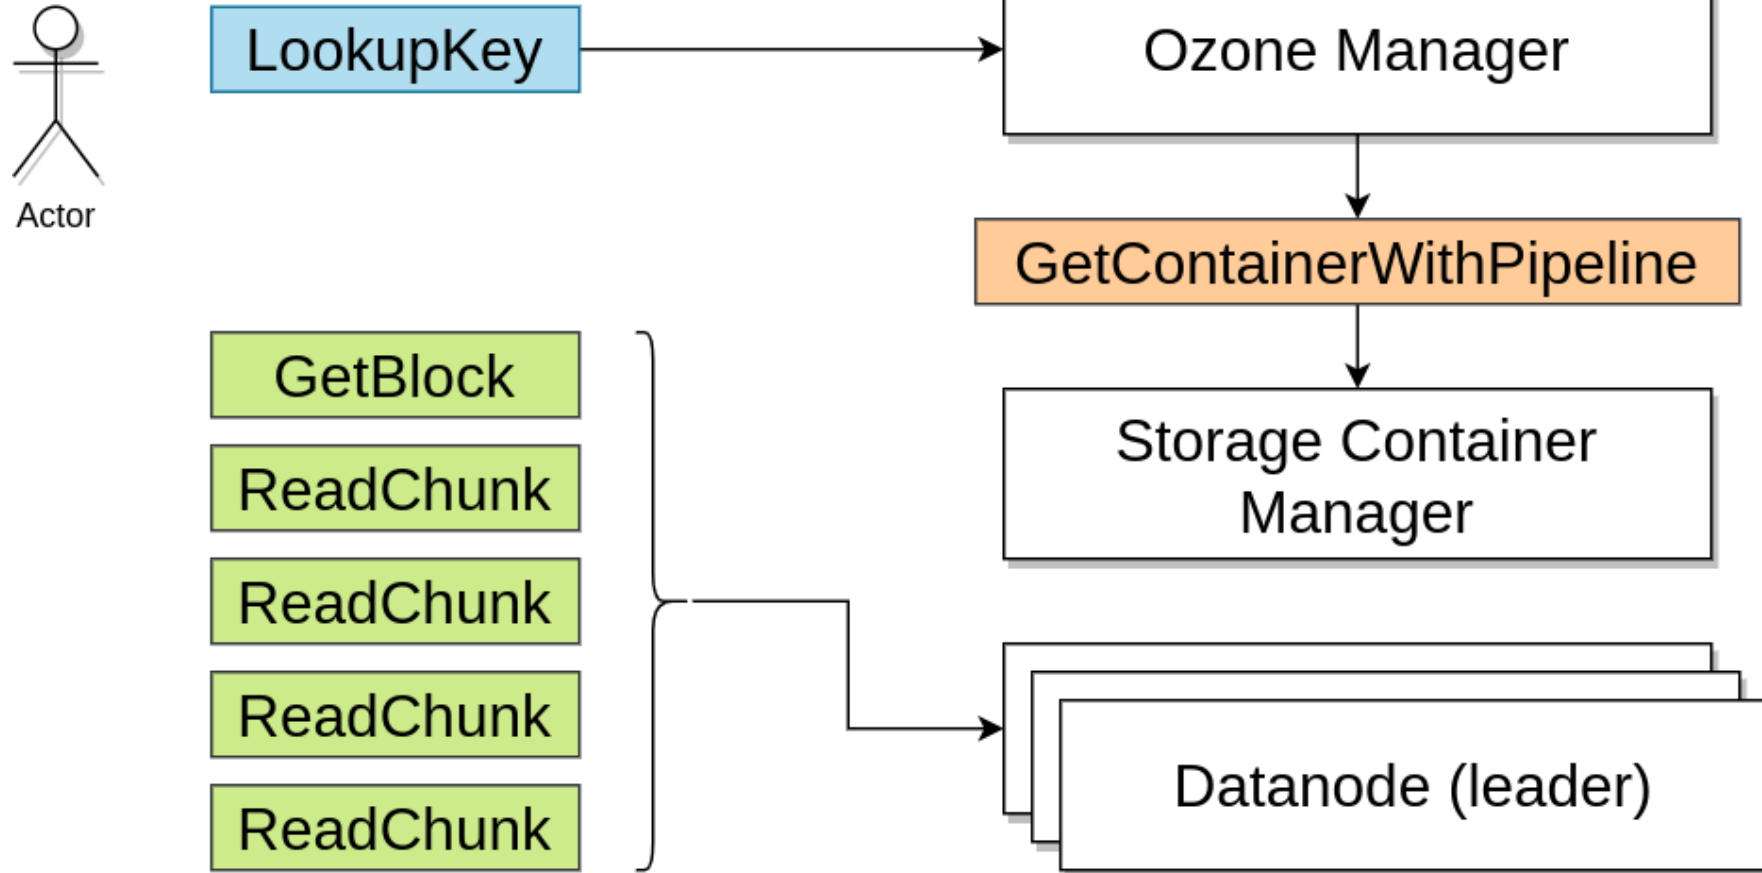 LookupKey
Ozone Manager
Actor
GetContainerWithPipeline
GetBlock
ReadChunk
ReadChunk
ReadChunk
ReadChunk
Storage Container
Manager
Datanode (leader)